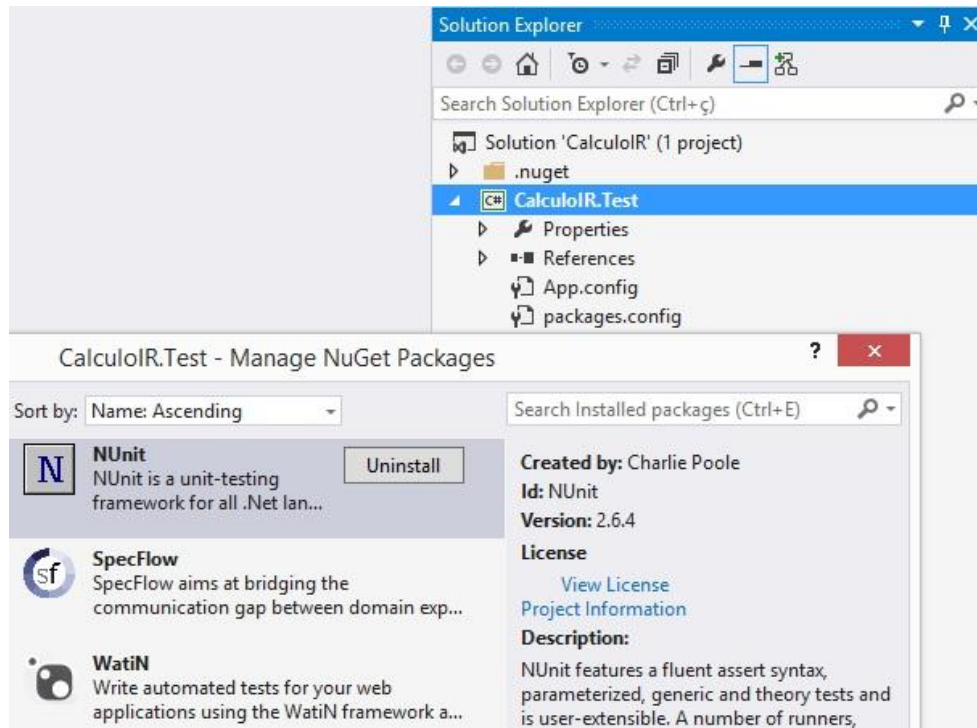 Solution Explorer
Search Solution Explorer (Ctrl+ç)
Solution 'CalculoIR' (1 project)
.nuget
C# CalculoIR.Test
Properties
References
App.config
packages.config
CalculoIR.Test - Manage NuGet Packages
?
Sort by: Name: Ascending
Search Installed packages (Ctrl+E)
N
NUnit
NUnit is a unit-testing
framework for all .Net lan...
Uninstall
sf
SpecFlow
SpecFlow aims at bridging the
communication gap between domain exp...
WatiN
Write automated tests for your web
applications using the WatiN framework a...
Created by: Charlie Poole
Id: NUnit
Version: 2.6.4
License
View License
Project Information
Description:
NUnit features a fluent assert syntax,
parameterized, generic and theory tests and
is user-extensible. A number of runners,